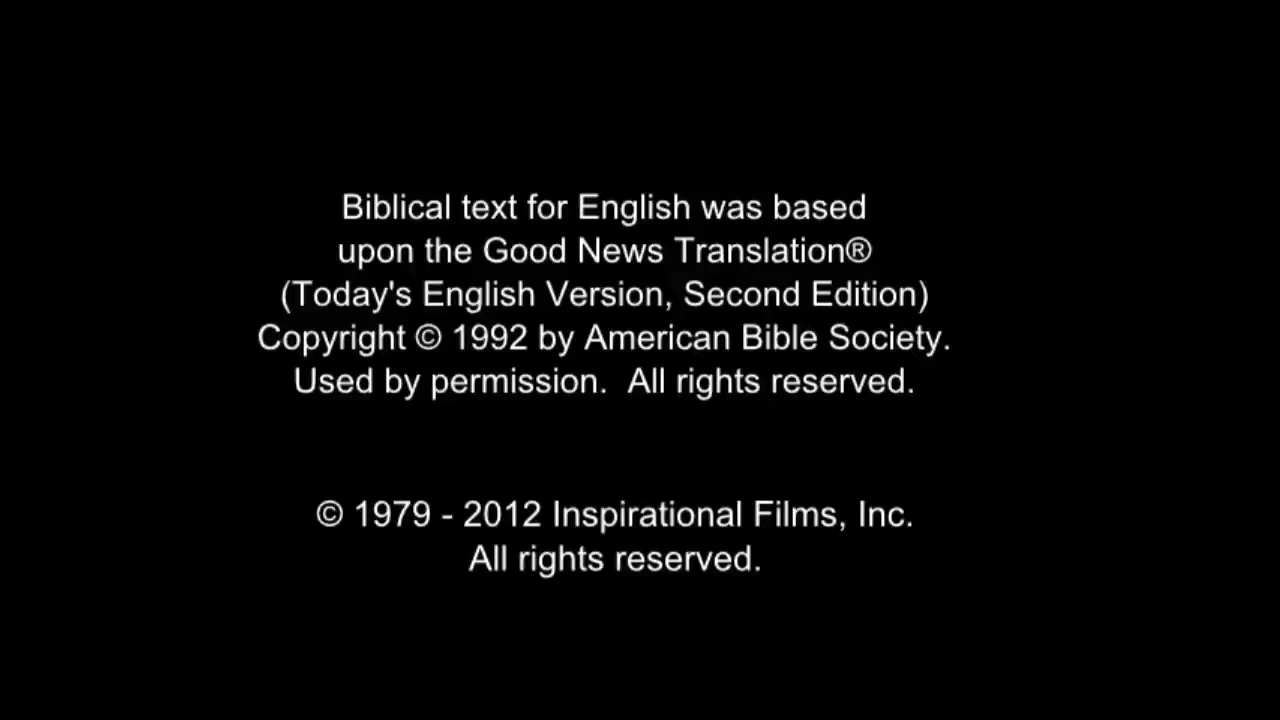 Biblical text for English was based
upon the Good News Translation®
(Today's English Version, Second Edition)
Copyright © 1992 by American Bible Society.
Used by permission.  All rights reserved.
© 1979 - 2012 Inspirational Films, Inc.
All rights reserved.